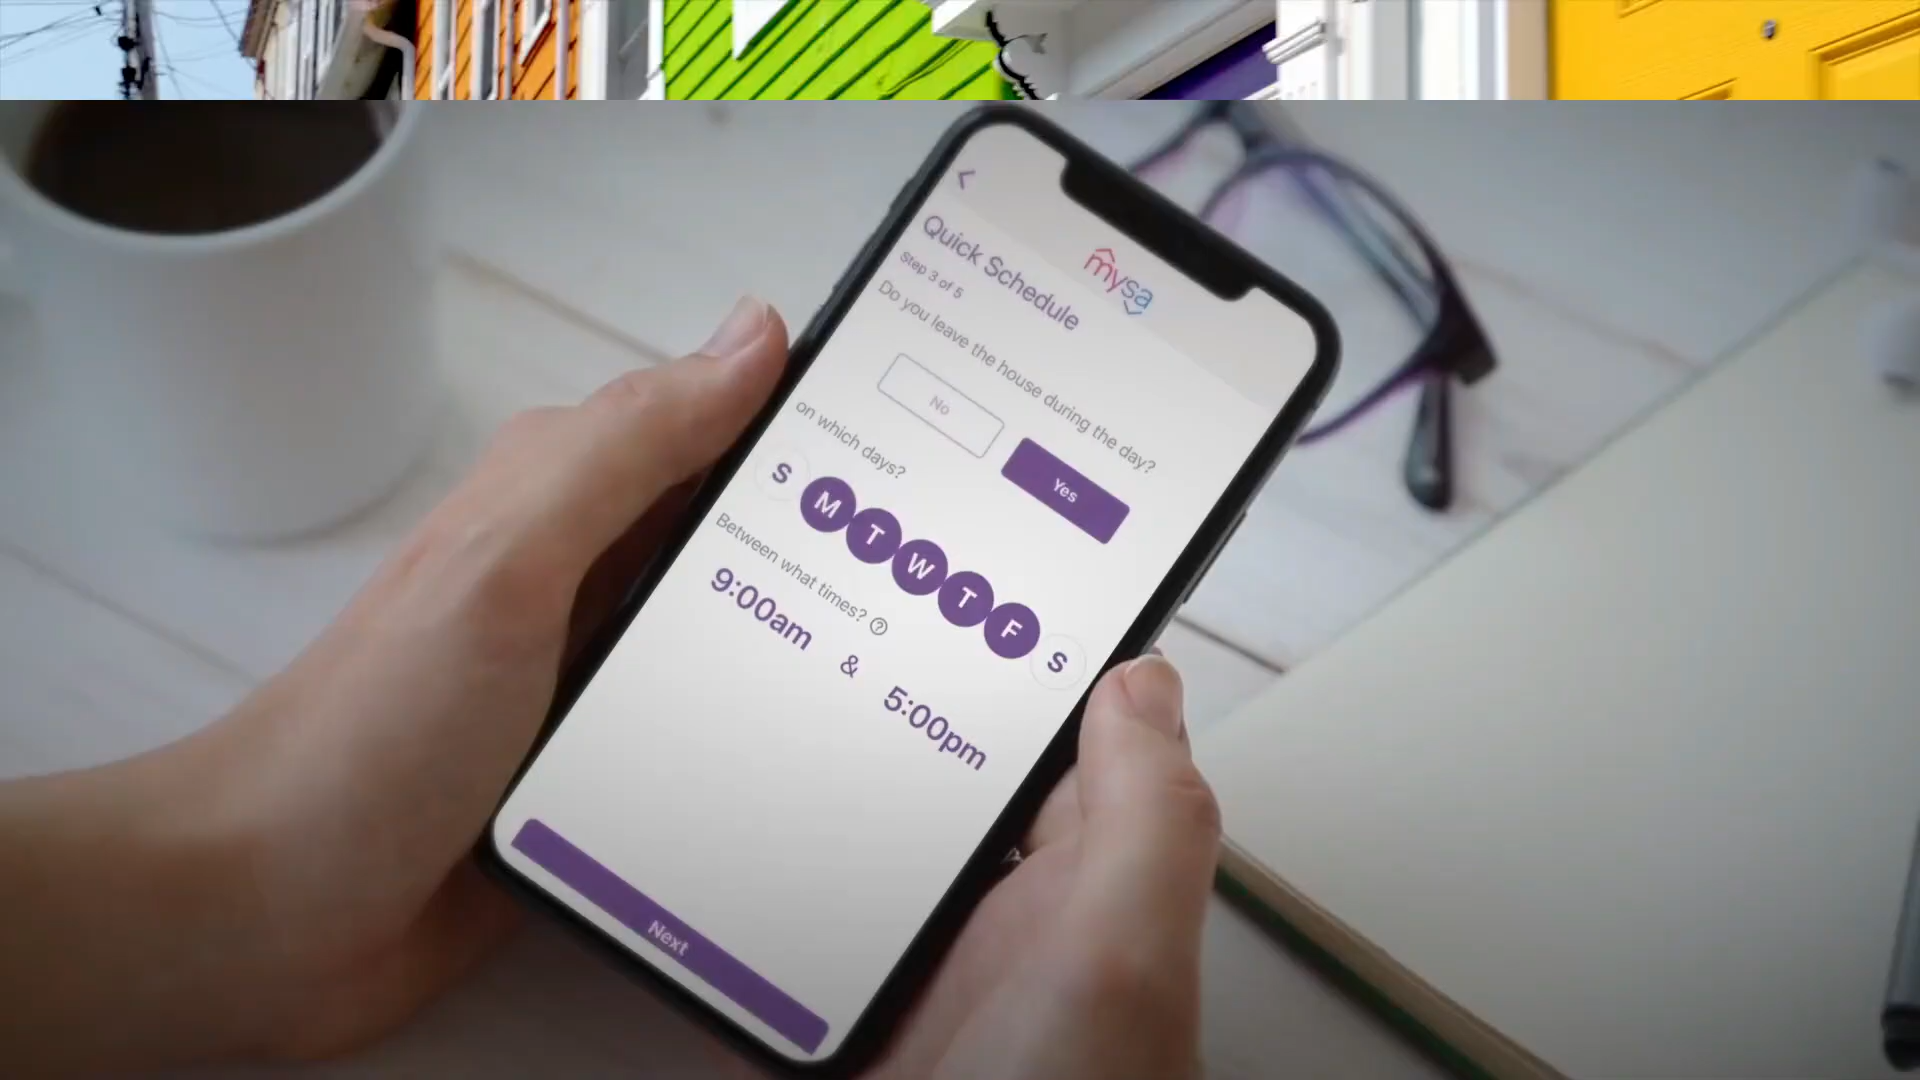 mysa
Quick Schedule
Step 3 of 5
Do you leave the house during the day?
No
Yes
on which days?
S M T W T F S
Between what times? ?
9:00am & 5:00pm
Next